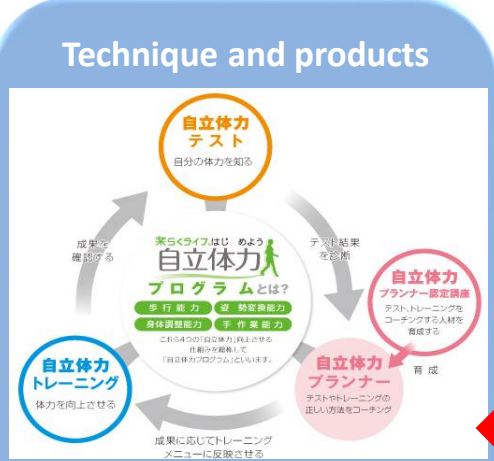 Technique and products
自立体力
テスト
自分の体力を知る
成果を
確認する
テスト結果
を診断
楽らくライフ、はじめよう
自立体力
プログラムとは?
歩行能力
姿勢変換能力
身体調整能力
手作業能力
これら4つの「自立体力」向上させる
仕組みを総称して
「自立体力プログラム」といいます。
自立体力
プランナー認定講座
テスト、トレーニングを
コーチングする人材を
育成する
育成
自立体力
トレーニング
体力を向上させる
自立体力
プランナー
テストやトレーニングの
正しい方法をコーチング
成果に応じてトレーニング
メニューに反映させる